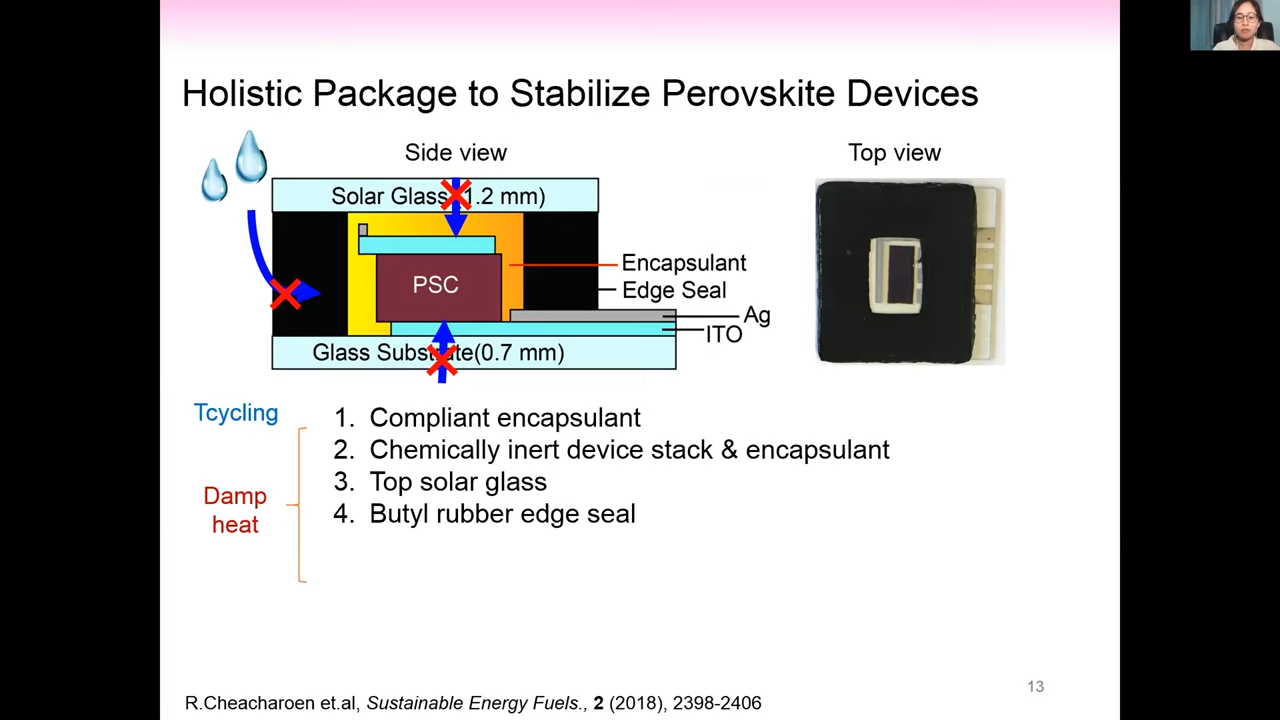 Holistic Package to Stabilize Perovskite Devices
Side view
Top view
Solar Glass (1.2 mm)
PSC
Encapsulant
Edge Seal
Ag
ITO
Glass Substrate(0.7 mm)
Tcycling
1. Compliant encapsulant
2. Chemically inert device stack & encapsulant
3. Top solar glass
4. Butyl rubber edge seal
Damp
heat
13
R.Cheacharoen et.al, Sustainable Energy Fuels., 2 (2018), 2398-2406